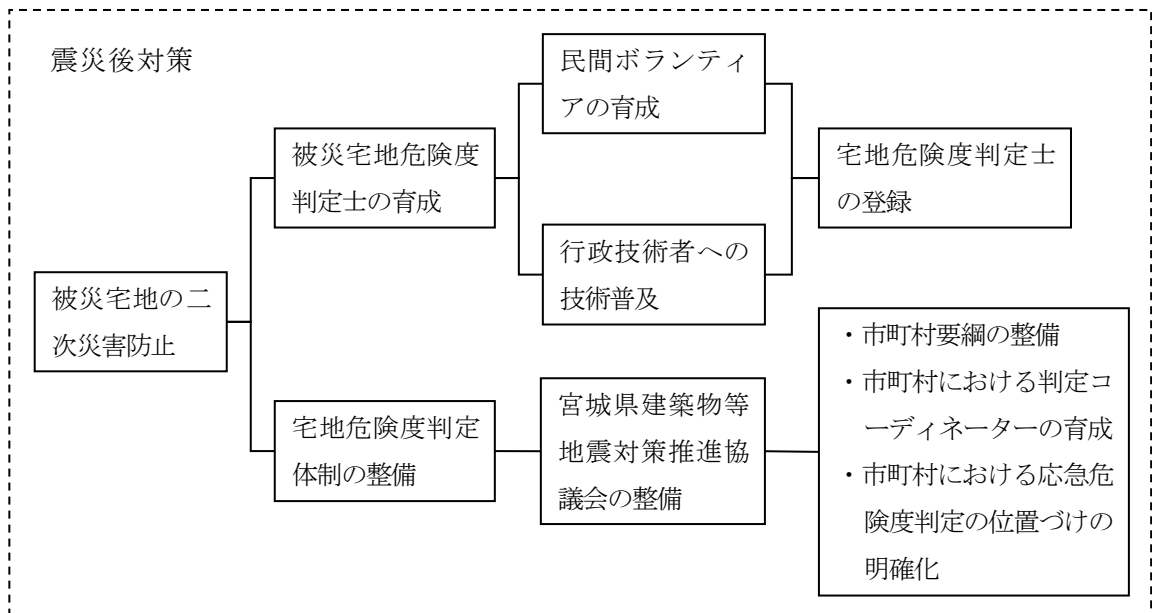 震災後対策
民間ボランティ
アの育成
被災宅地危険度
判定士の育成
宅地危険度判定士
の登録
行政技術者への
技術普及
被災宅地の二
次災害防止
・市町村要綱の整備
・市町村における判定コ
ーディネーターの育成
・市町村における応急危
険度判定の位置づけの
明確化
宅地危険度判定
体制の整備
宮城県建築物等
地震対策推進協
議会の整備